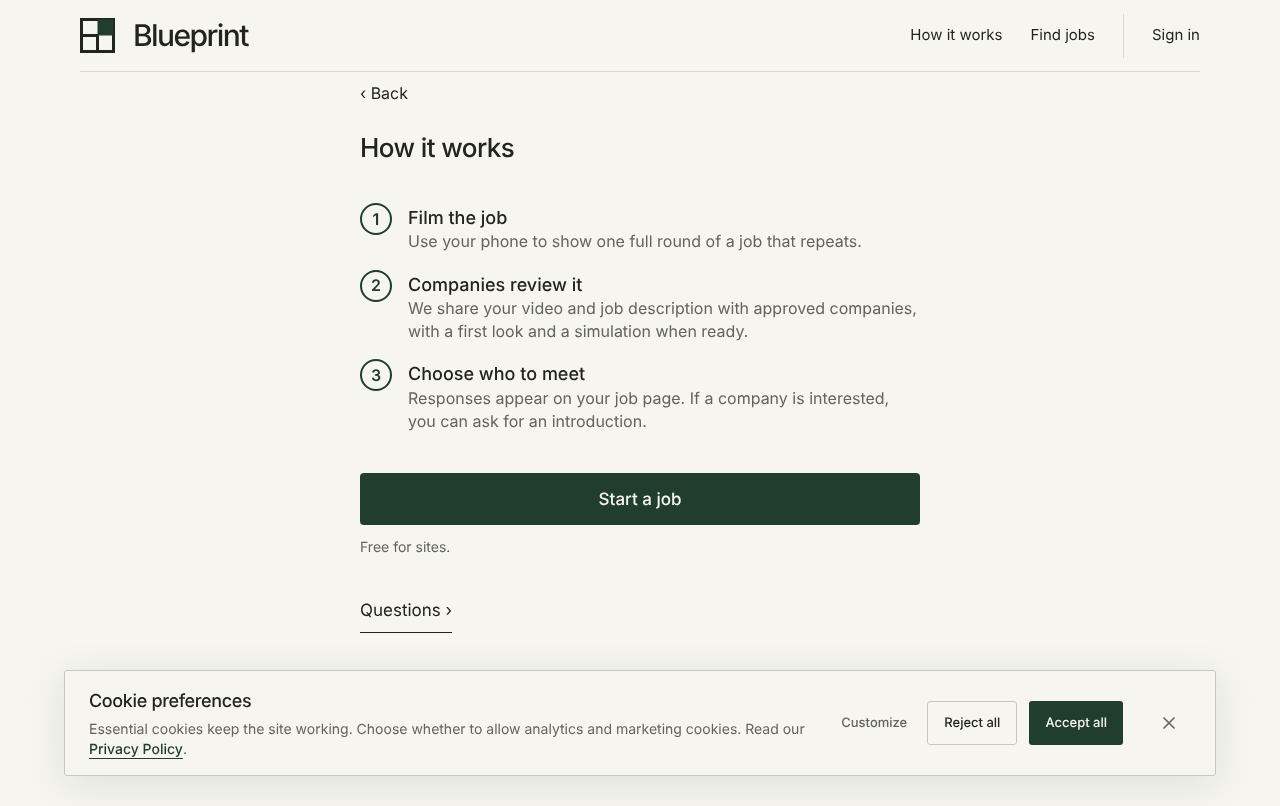 Blueprint
How it works
Find jobs
Sign in
‹ Back
How it works
1
Film the job
Use your phone to show one full round of a job that repeats.
2
Companies review it
We share your video and job description with approved companies,
with a first look and a simulation when ready.
3
Choose who to meet
Responses appear on your job page. If a company is interested,
you can ask for an introduction.
Start a job
Free for sites.
Questions ›
Cookie preferences
Essential cookies keep the site working. Choose whether to allow analytics and marketing cookies. Read our
Privacy Policy.
Customize
Reject all
Accept all